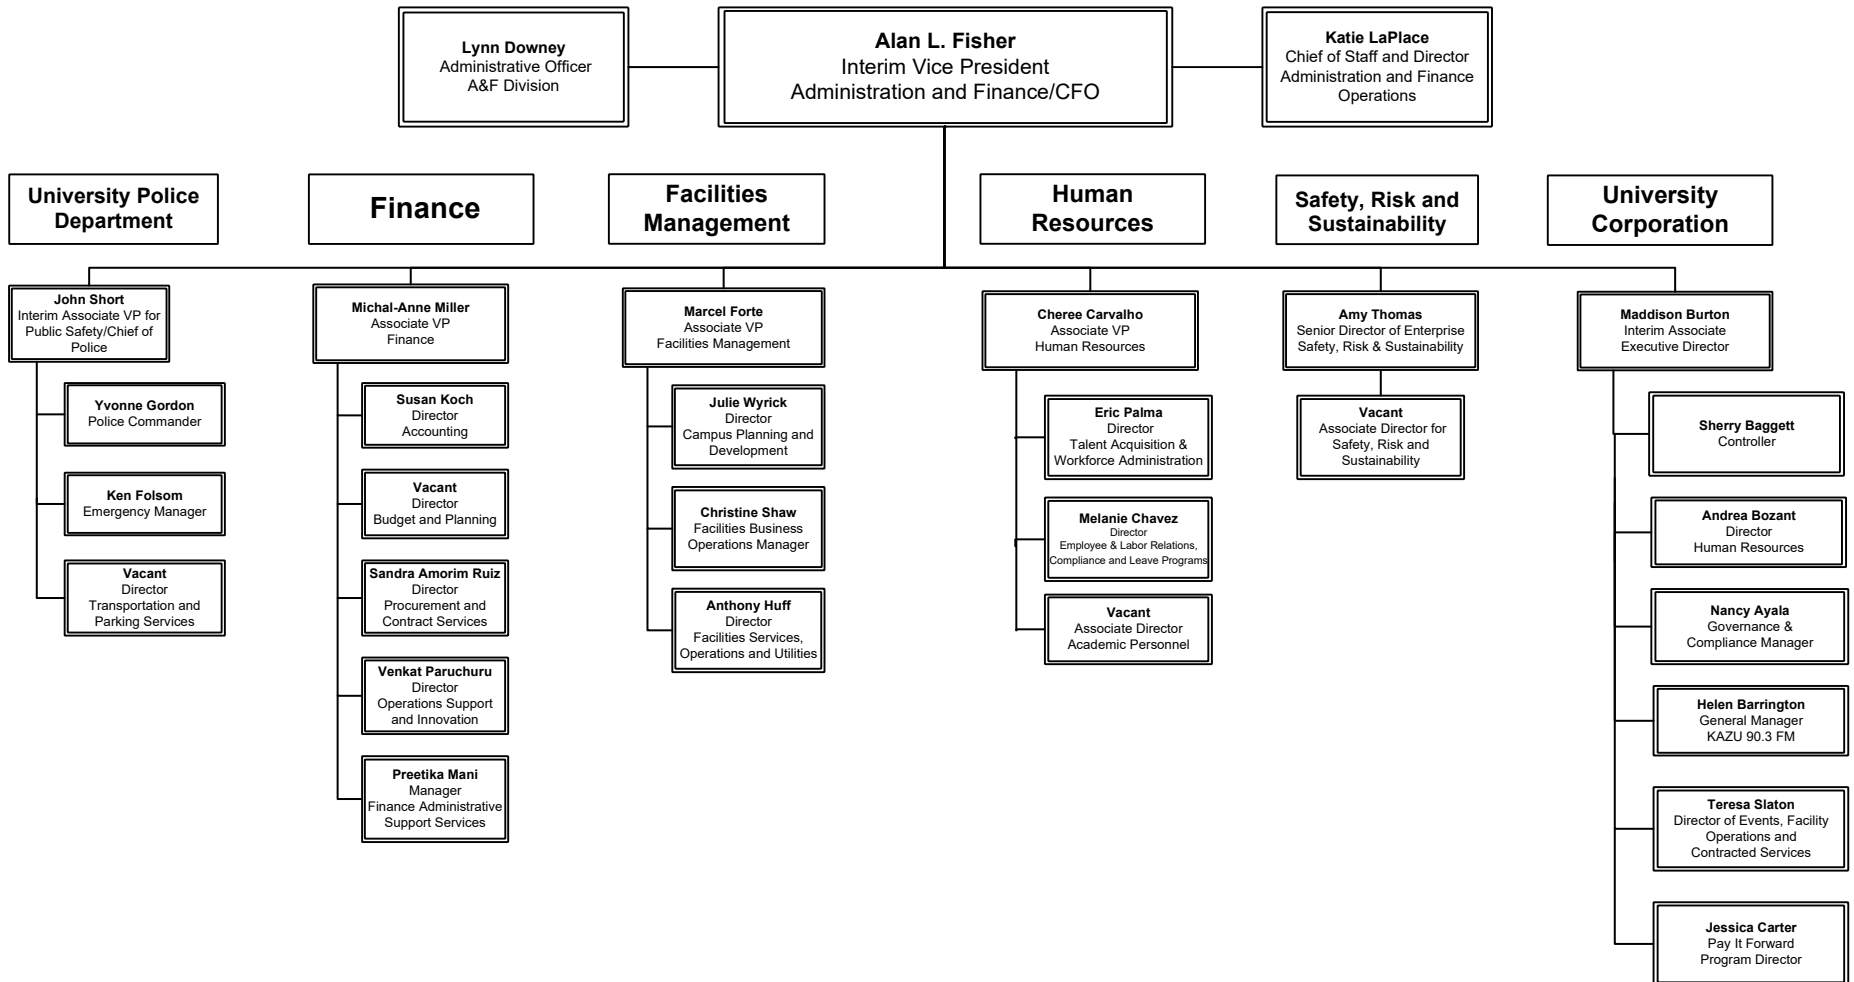 Lynn Downey
Administrative Officer
A&F Division
Alan L. Fisher
Interim Vice President
Administration and Finance/CFO
Katie LaPlace
Chief of Staff and Director
Administration and Finance
Operations
University Police
Department
Finance
Facilities
Management
Human
Resources
Safety, Risk and
Sustainability
University
Corporation
John Short
Interim Associate VP for
Public Safety/Chief of
Police
Yvonne Gordon
Police Commander
Ken Folsom
Emergency Manager
Vacant
Director
Transportation and
Parking Services
Michal-Anne Miller
Associate VP
Finance
Susan Koch
Director
Accounting
Vacant
Director
Budget and Planning
Sandra Amorim Ruiz
Director
Procurement and
Contract Services
Venkat Paruchuru
Director
Operations Support
and Innovation
Preetika Mani
Manager
Finance Administrative
Support Services
Marcel Forte
Associate VP
Facilities Management
Julie Wyrick
Director
Campus Planning and
Development
Christine Shaw
Facilities Business
Operations Manager
Anthony Huff
Director
Facilities Services,
Operations and Utilities
Cheree Carvalho
Associate VP
Human Resources
Eric Palma
Director
Talent Acquisition &
Workforce Administration
Melanie Chavez
Director
Employee & Labor Relations,
Compliance and Leave Programs
Vacant
Associate Director
Academic Personnel
Amy Thomas
Senior Director of Enterprise
Safety, Risk & Sustainability
Vacant
Associate Director for
Safety, Risk and
Sustainability
Maddison Burton
Interim Associate
Executive Director
Sherry Baggett
Controller
Andrea Bozant
Director
Human Resources
Nancy Ayala
Governance &
Compliance Manager
Helen Barrington
General Manager
KAZU 90.3 FM
Teresa Slaton
Director of Events, Facility
Operations and
Contracted Services
Jessica Carter
Pay It Forward
Program Director